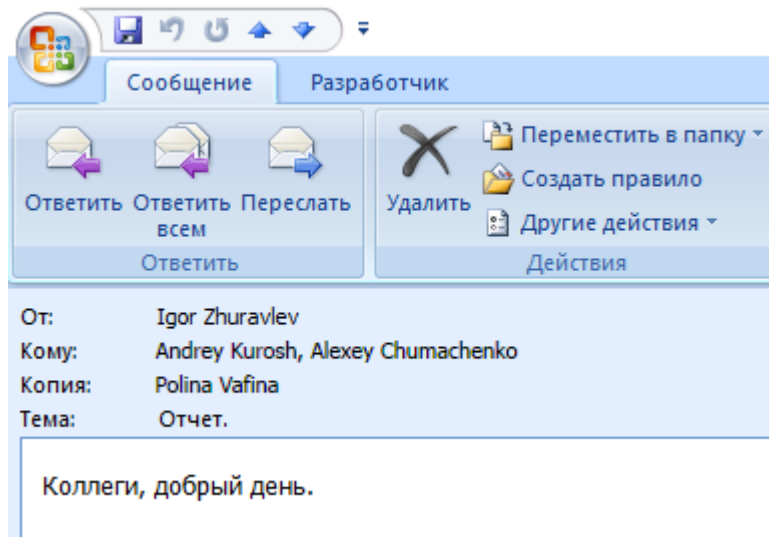 Сообщение Разработчик
Ответить Ответить всем Переслать
Удалить
Переместить в папку
Создать правило
Другие действия
Ответить Действия
От: Igor Zhuravlev
Кому: Andrey Kurosh, Alexey Chumachenko
Копия: Polina Vafina
Тема: Отчет.
Коллеги, добрый день.